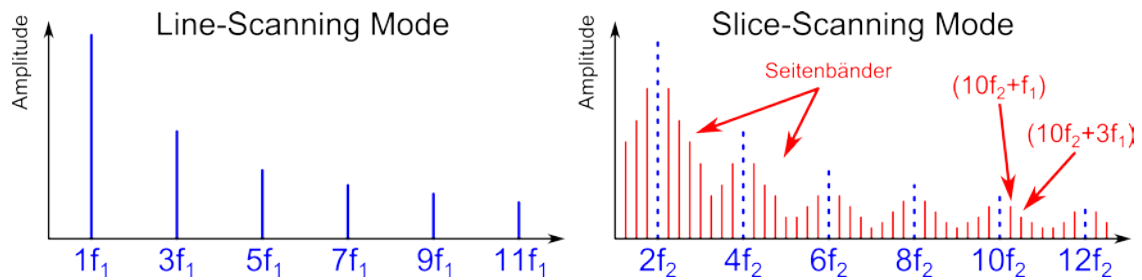 Line-Scanning Mode
Amplitude
1f₁ 3f₁ 5f₁ 7f₁ 9f₁ 11f₁
Slice-Scanning Mode
Amplitude
Seitenbänder
(10f₂+f₁)
(10f₂+3f₁)
2f₂ 4f₂ 6f₂ 8f₂ 10f₂ 12f₂